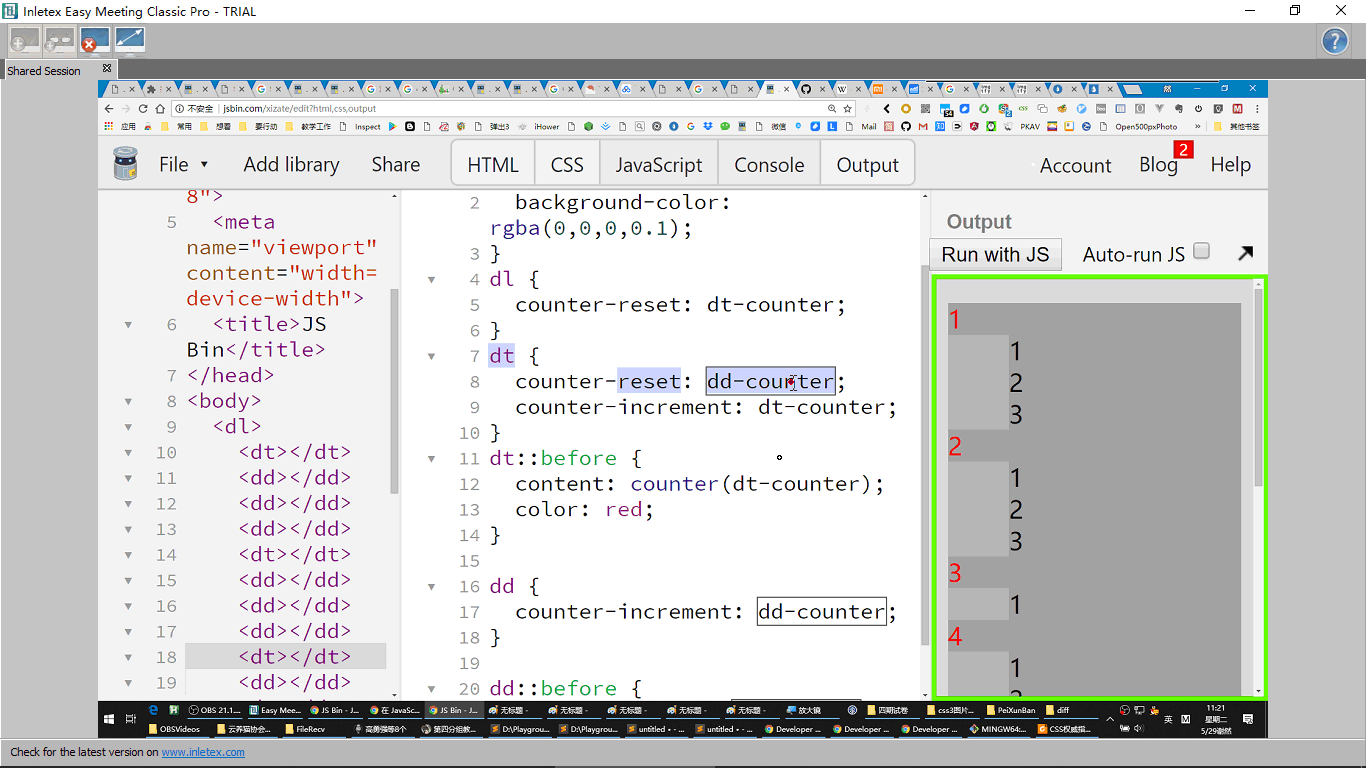 Inletex Easy Meeting Classic Pro - TRIAL
Shared Session
不安全 | jsbin.com/xizate/edit?html,css,output
应用 常用 想看 要行动 教学工作 Inspect 弹出3 iHower 微信 Mail PKAV Open500pxPhoto » 其他书签
File Add library Share HTML CSS JavaScript Console Output Account Blog 2 Help
8">
5 <meta
name="viewport"
content="width=
device-width">
6 <title>JS
Bin</title>
7 </head>
8 <body>
9 <dl>
10 <dt></dt>
11 <dd></dd>
12 <dd></dd>
13 <dd></dd>
14 <dt></dt>
15 <dd></dd>
16 <dd></dd>
17 <dd></dd>
18 <dt></dt>
19 <dd></dd>
2 background-color:
rgba(0,0,0,0.1);
3 }
4 dl {
5 counter-reset: dt-counter;
6 }
7 dt {
8 counter-reset: dd-counter;
9 counter-increment: dt-counter;
10 }
11 dt::before {
12 content: counter(dt-counter);
13 color: red;
14 }
15
16 dd {
17 counter-increment: dd-counter;
18 }
19
20 dd::before {
Output
Run with JS Auto-run JS
1
1
2
3
2
1
2
3
3
1
4
1
OBS 21.1... Easy Mee... JS Bin - J... 在 JavaSc... JS Bin - J... 无标题 - 无标题 - 无标题 - 无标题 - 无标题 - 放大镜 四期试卷 css3图片... PeiXunBan diff
英 M
11:21
星期二
5/29
OBSVideos 云养猫协会... FileRecv 高勇强等8个 第四分组教... D:\Playgrou... D:\Playgrou... untitled • -... untitled • -... Developer ... Developer ... Developer ... MINGW64:... CSS权威指...
Check for the latest version on www.inletex.com